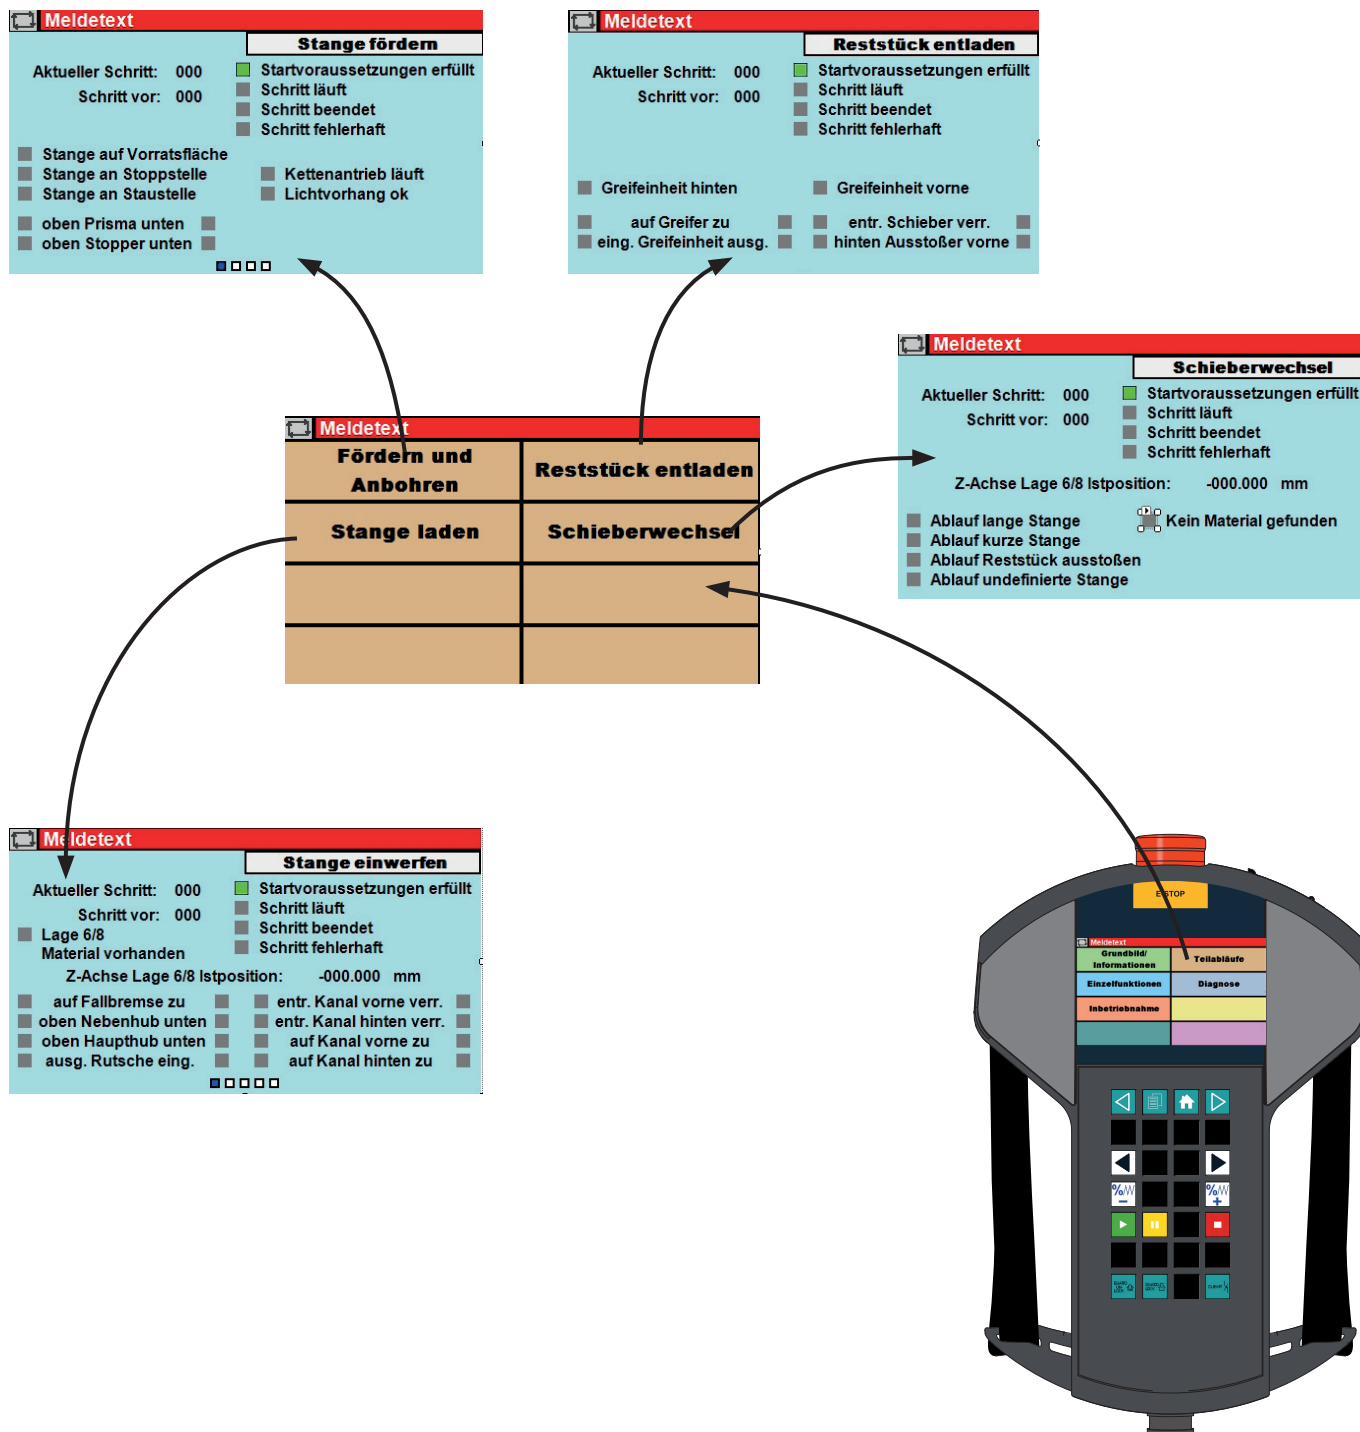 Meldetext
Stange fördern
Aktueller Schritt: 000
Schritt vor: 000
Startvoraussetzungen erfüllt
Schritt läuft
Schritt beendet
Schritt fehlerhaft
Stange auf Vorratsfläche
Stange an Stoppstelle
Stange an Staustelle
Kettenantrieb läuft
Lichtvorhang ok
oben Prisma unten
oben Stopper unten
Meldetext
Reststück entladen
Aktueller Schritt: 000
Schritt vor: 000
Startvoraussetzungen erfüllt
Schritt läuft
Schritt beendet
Schritt fehlerhaft
Greifeinheit hinten
Greifeinheit vorne
auf Greifer zu
eing. Greifeinheit ausg.
entr. Schieber verr.
hinten Ausstoßer vorne
Meldetext
Schieberwechsel
Aktueller Schritt: 000
Schritt vor: 000
Startvoraussetzungen erfüllt
Schritt läuft
Schritt beendet
Schritt fehlerhaft
Z-Achse Lage 6/8 Istposition: -000.000 mm
Ablauf lange Stange
Ablauf kurze Stange
Ablauf Reststück ausstoßen
Ablauf undefinierte Stange
Kein Material gefunden
Meldetext
Fördern und
Anbohren
Reststück entladen
Stange laden
Schieberwechsel
Meldetext
Stange einwerfen
Aktueller Schritt: 000
Schritt vor: 000
Lage 6/8
Material vorhanden
Startvoraussetzungen erfüllt
Schritt läuft
Schritt beendet
Schritt fehlerhaft
Z-Achse Lage 6/8 Istposition: -000.000 mm
auf Fallbremse zu
oben Nebenhub unten
oben Haupthub unten
ausg. Rutsche eing.
entr. Kanal vorne verr.
entr. Kanal hinten verr.
auf Kanal vorne zu
auf Kanal hinten zu
E-STOP
Meldetext
Grundbild/
Informationen
Teilabläufe
Einzelfunktionen
Diagnose
Inbetriebnahme
%
−
%
+